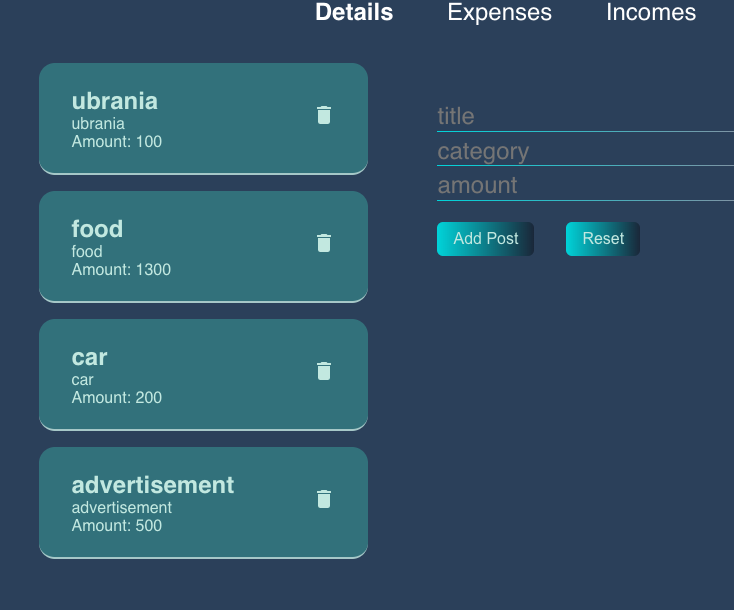 Details Expenses Incomes
ubrania
ubrania
Amount: 100
food
food
Amount: 1300
car
car
Amount: 200
advertisement
advertisement
Amount: 500
title
category
amount
Add Post Reset